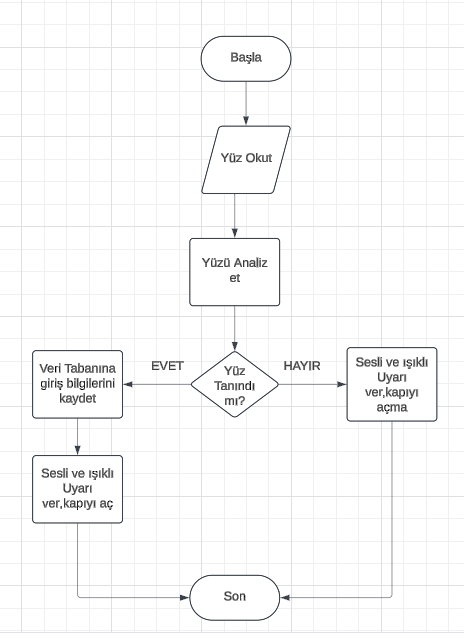 Başla
Yüz Okut
Yüzü Analiz
et
EVET
Yüz
Tanındı
mı?
HAYIR
Veri Tabanına
giriş bilgilerini
kaydet
Sesli ve ışıklı
Uyarı
ver,kapıyı
açma
Sesli ve ışıklı
Uyarı
ver,kapıyı aç
Son